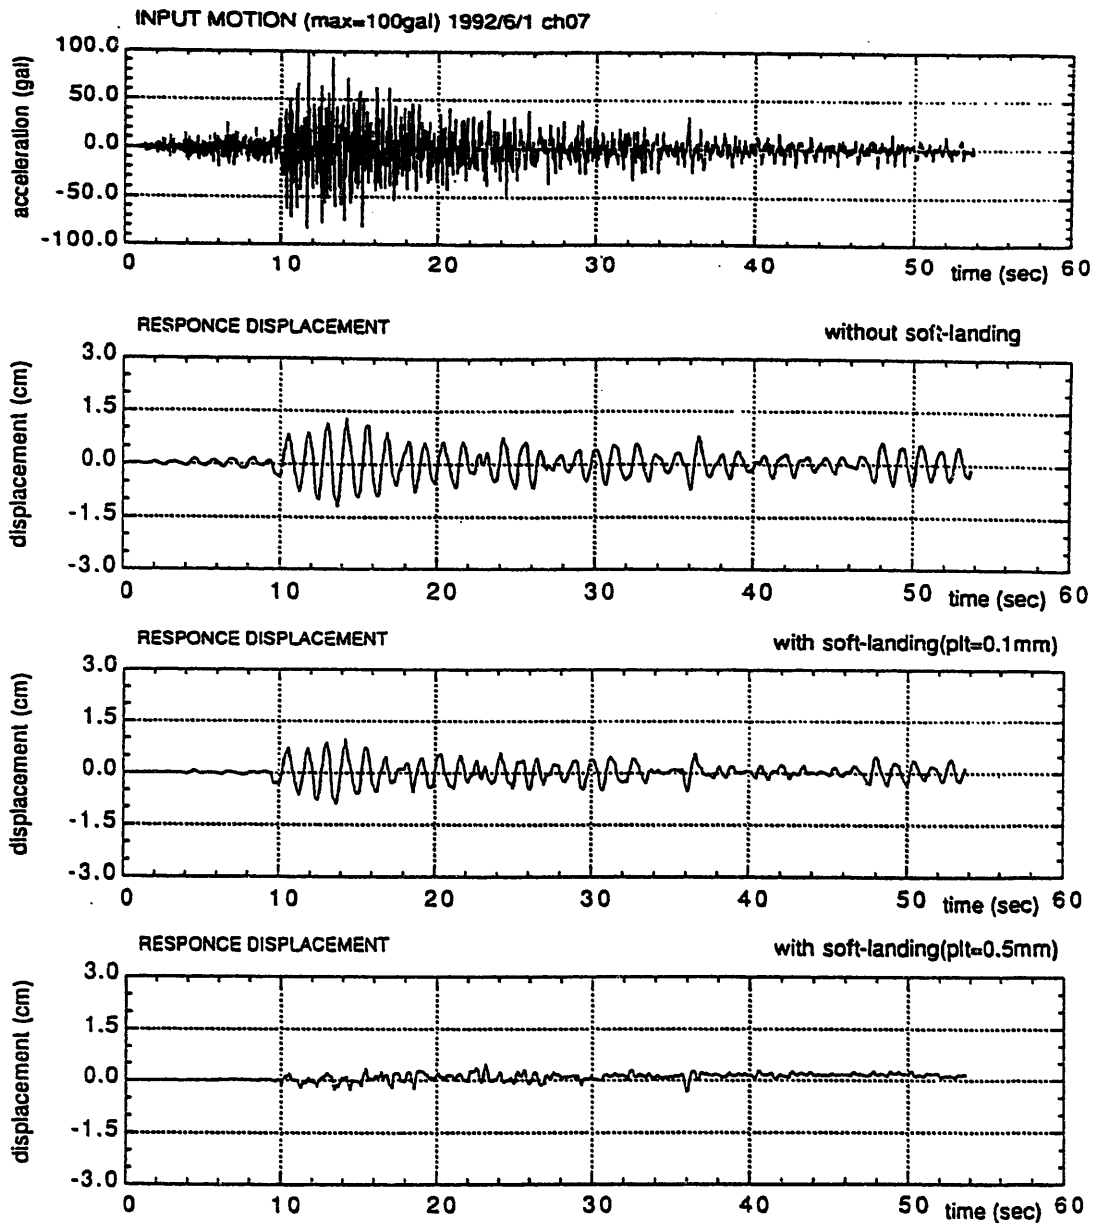 INPUT MOTION (max=100gal) 1992/6/1 ch07
acceleration (gal)
100.0
50.0
0.0
-50.0
-100.0
0 10 20 30 40 50 60
time (sec)
RESPONCE DISPLACEMENT
without soft-landing
displacement (cm)
3.0
1.5
0.0
-1.5
-3.0
0 10 20 30 40 50 60
time (sec)
RESPONCE DISPLACEMENT
with soft-landing(plt=0.1mm)
displacement (cm)
3.0
1.5
0.0
-1.5
-3.0
0 10 20 30 40 50 60
time (sec)
RESPONCE DISPLACEMENT
with soft-landing(plt=0.5mm)
displacement (cm)
3.0
1.5
0.0
-1.5
-3.0
0 10 20 30 40 50 60
time (sec)